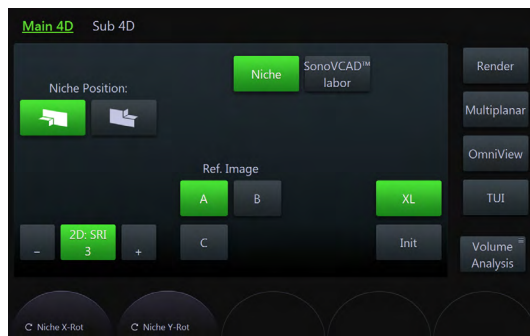 Main 4D Sub 4D
Niche SonoVCAD™ labor
Render
Niche Position:
Multiplanar
OmniView
Ref. Image
A B
XL
TUI
2D: SRI
- 3 +
C
Init
Volume Analysis
Niche X-Rot Niche Y-Rot